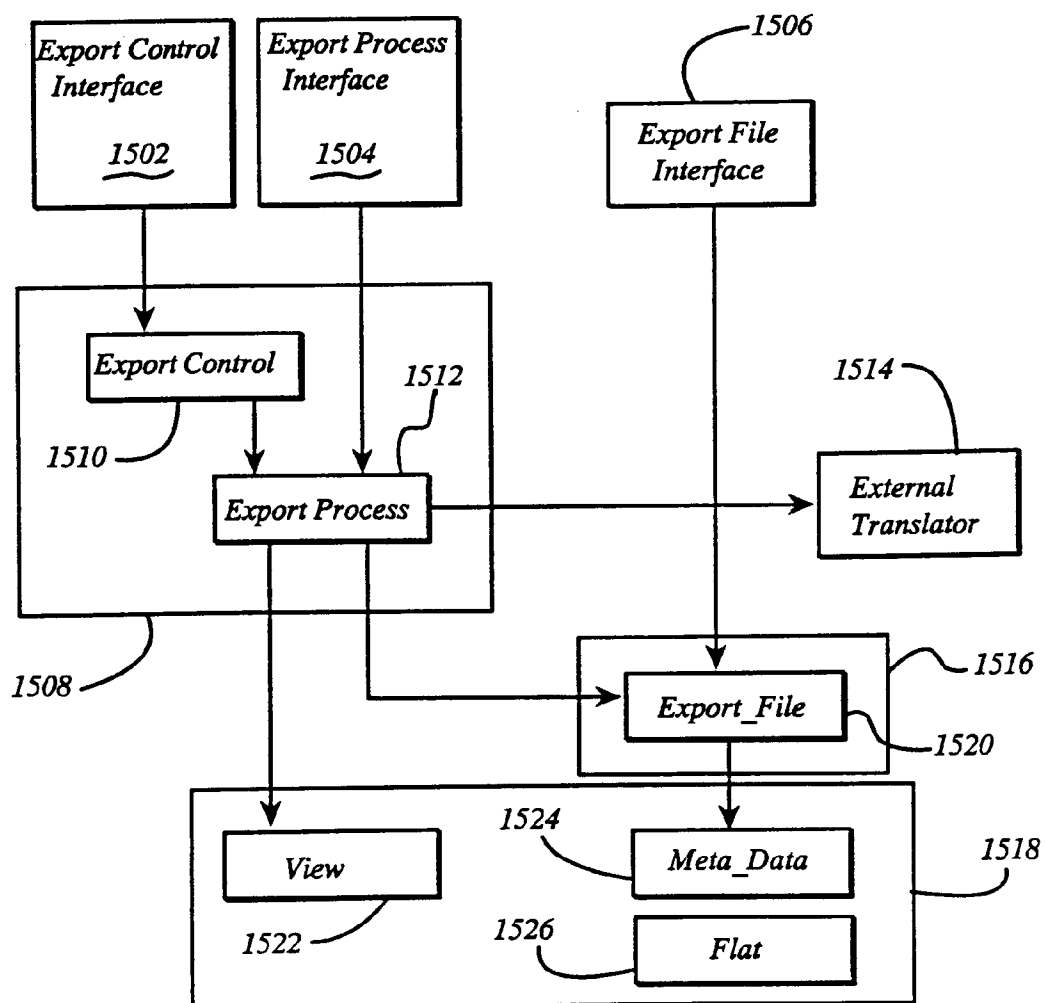 Export Control
Interface
1502
Export Process
Interface
1504
1506
Export File
Interface
Export Control
1510
1512
Export Process
1514
External
Translator
1508
1516
Export_File
1520
View
1522
1524
Meta_Data
1518
1526
Flat